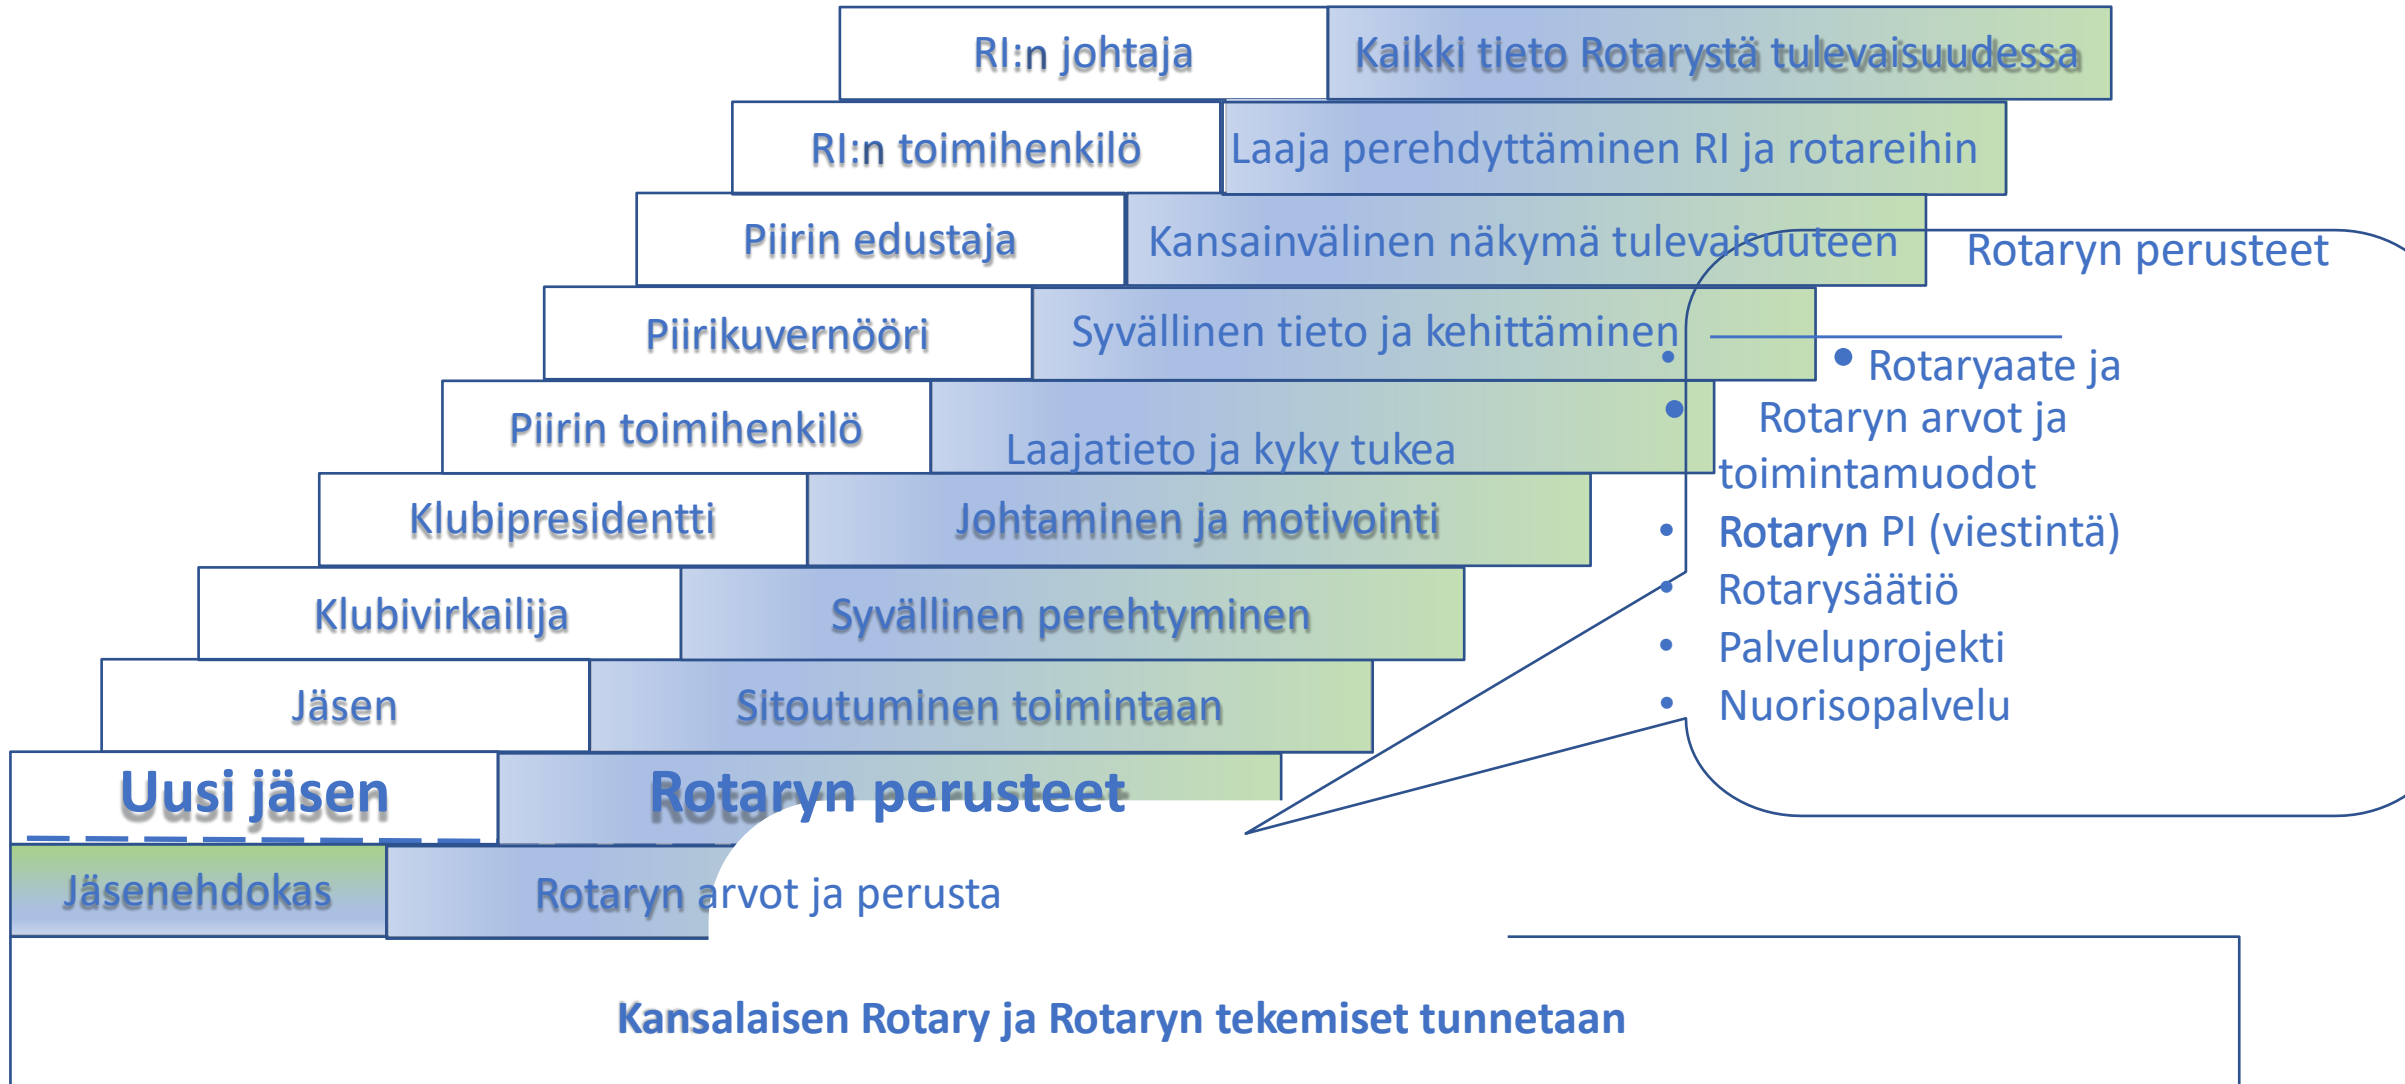 RI:n johtaja
Kaikki tieto Rotarystä tulevaisuudessa
RI:n toimihenkilö
Laaja perehdyttäminen RI ja rotareihin
Piirin edustaja
Kansainvälinen näkymä tulevaisuuteen
Piirikuvernööri
Syvällinen tieto ja kehittäminen
Piirin toimihenkilö
Laajatieto ja kyky tukea
Klubipresidentti
Johtaminen ja motivointi
Klubivirkailija
Syvällinen perehtyminen
Jäsen
Sitoutuminen toimintaan
Uusi jäsen
Rotaryn perusteet
Jäsenehdokas
Rotaryn arvot ja perusta
Kansalaisen Rotary ja Rotaryn tekemiset tunnetaan
Rotaryn perusteet
•
• Rotaryaate ja
• Rotaryn arvot ja
toimintamuodot
• Rotaryn PI (viestintä)
• Rotarysäätiö
• Palveluprojekti
• Nuorisopalvelu